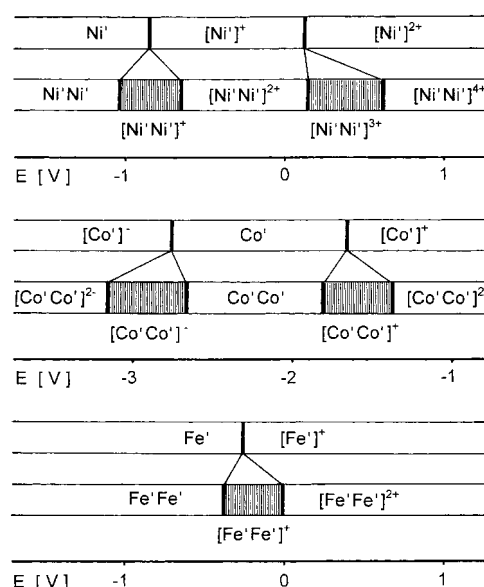 Ni' [Ni']⁺ [Ni']²⁺
Ni'Ni' [Ni'Ni']²⁺ [Ni'Ni']⁴⁺
[Ni'Ni']⁺ [Ni'Ni']³⁺
E [V] -1 0 1
[Co']⁻ Co' [Co']⁺
[Co'Co']²⁻ Co'Co' [Co'Co']²
[Co'Co']⁻ [Co'Co']⁺
E [V] -3 -2 -1
Fe' [Fe']⁺
Fe'Fe' [Fe'Fe']²⁺
[Fe'Fe']⁺
E [V] -1 0 1